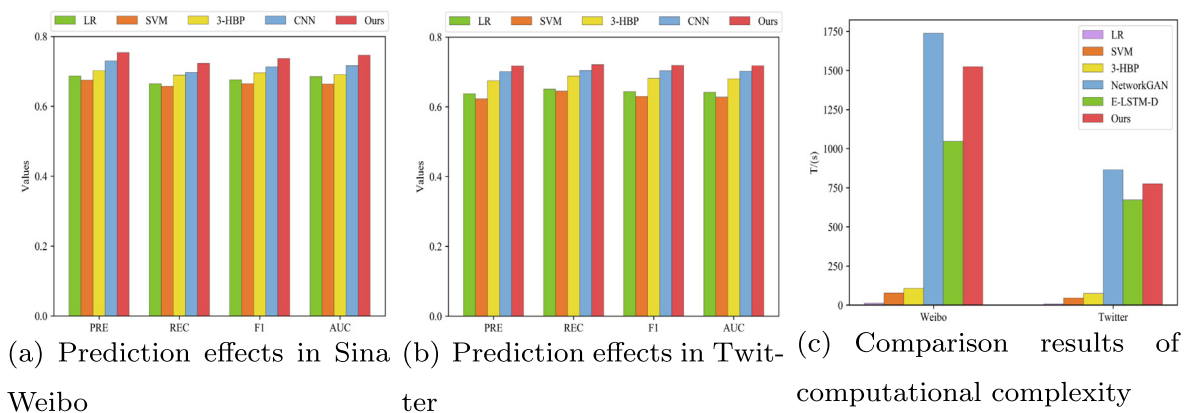 LR SVM 3-HBP CNN Ours
0.8
0.6
0.4
0.2
0.0
Values
PRE REC F1 AUC
(a) Prediction effects in Sina
Weibo
LR SVM 3-HBP CNN Ours
0.8
0.6
0.4
0.2
0.0
Values
PRE REC F1 AUC
(b) Prediction effects in Twit-
ter
LR
SVM
3-HBP
NetworkGAN
E-LSTM-D
Ours
1750
1500
1250
1000
750
500
250
0
T/(s)
Weibo Twitter
(c) Comparison results of
computational complexity